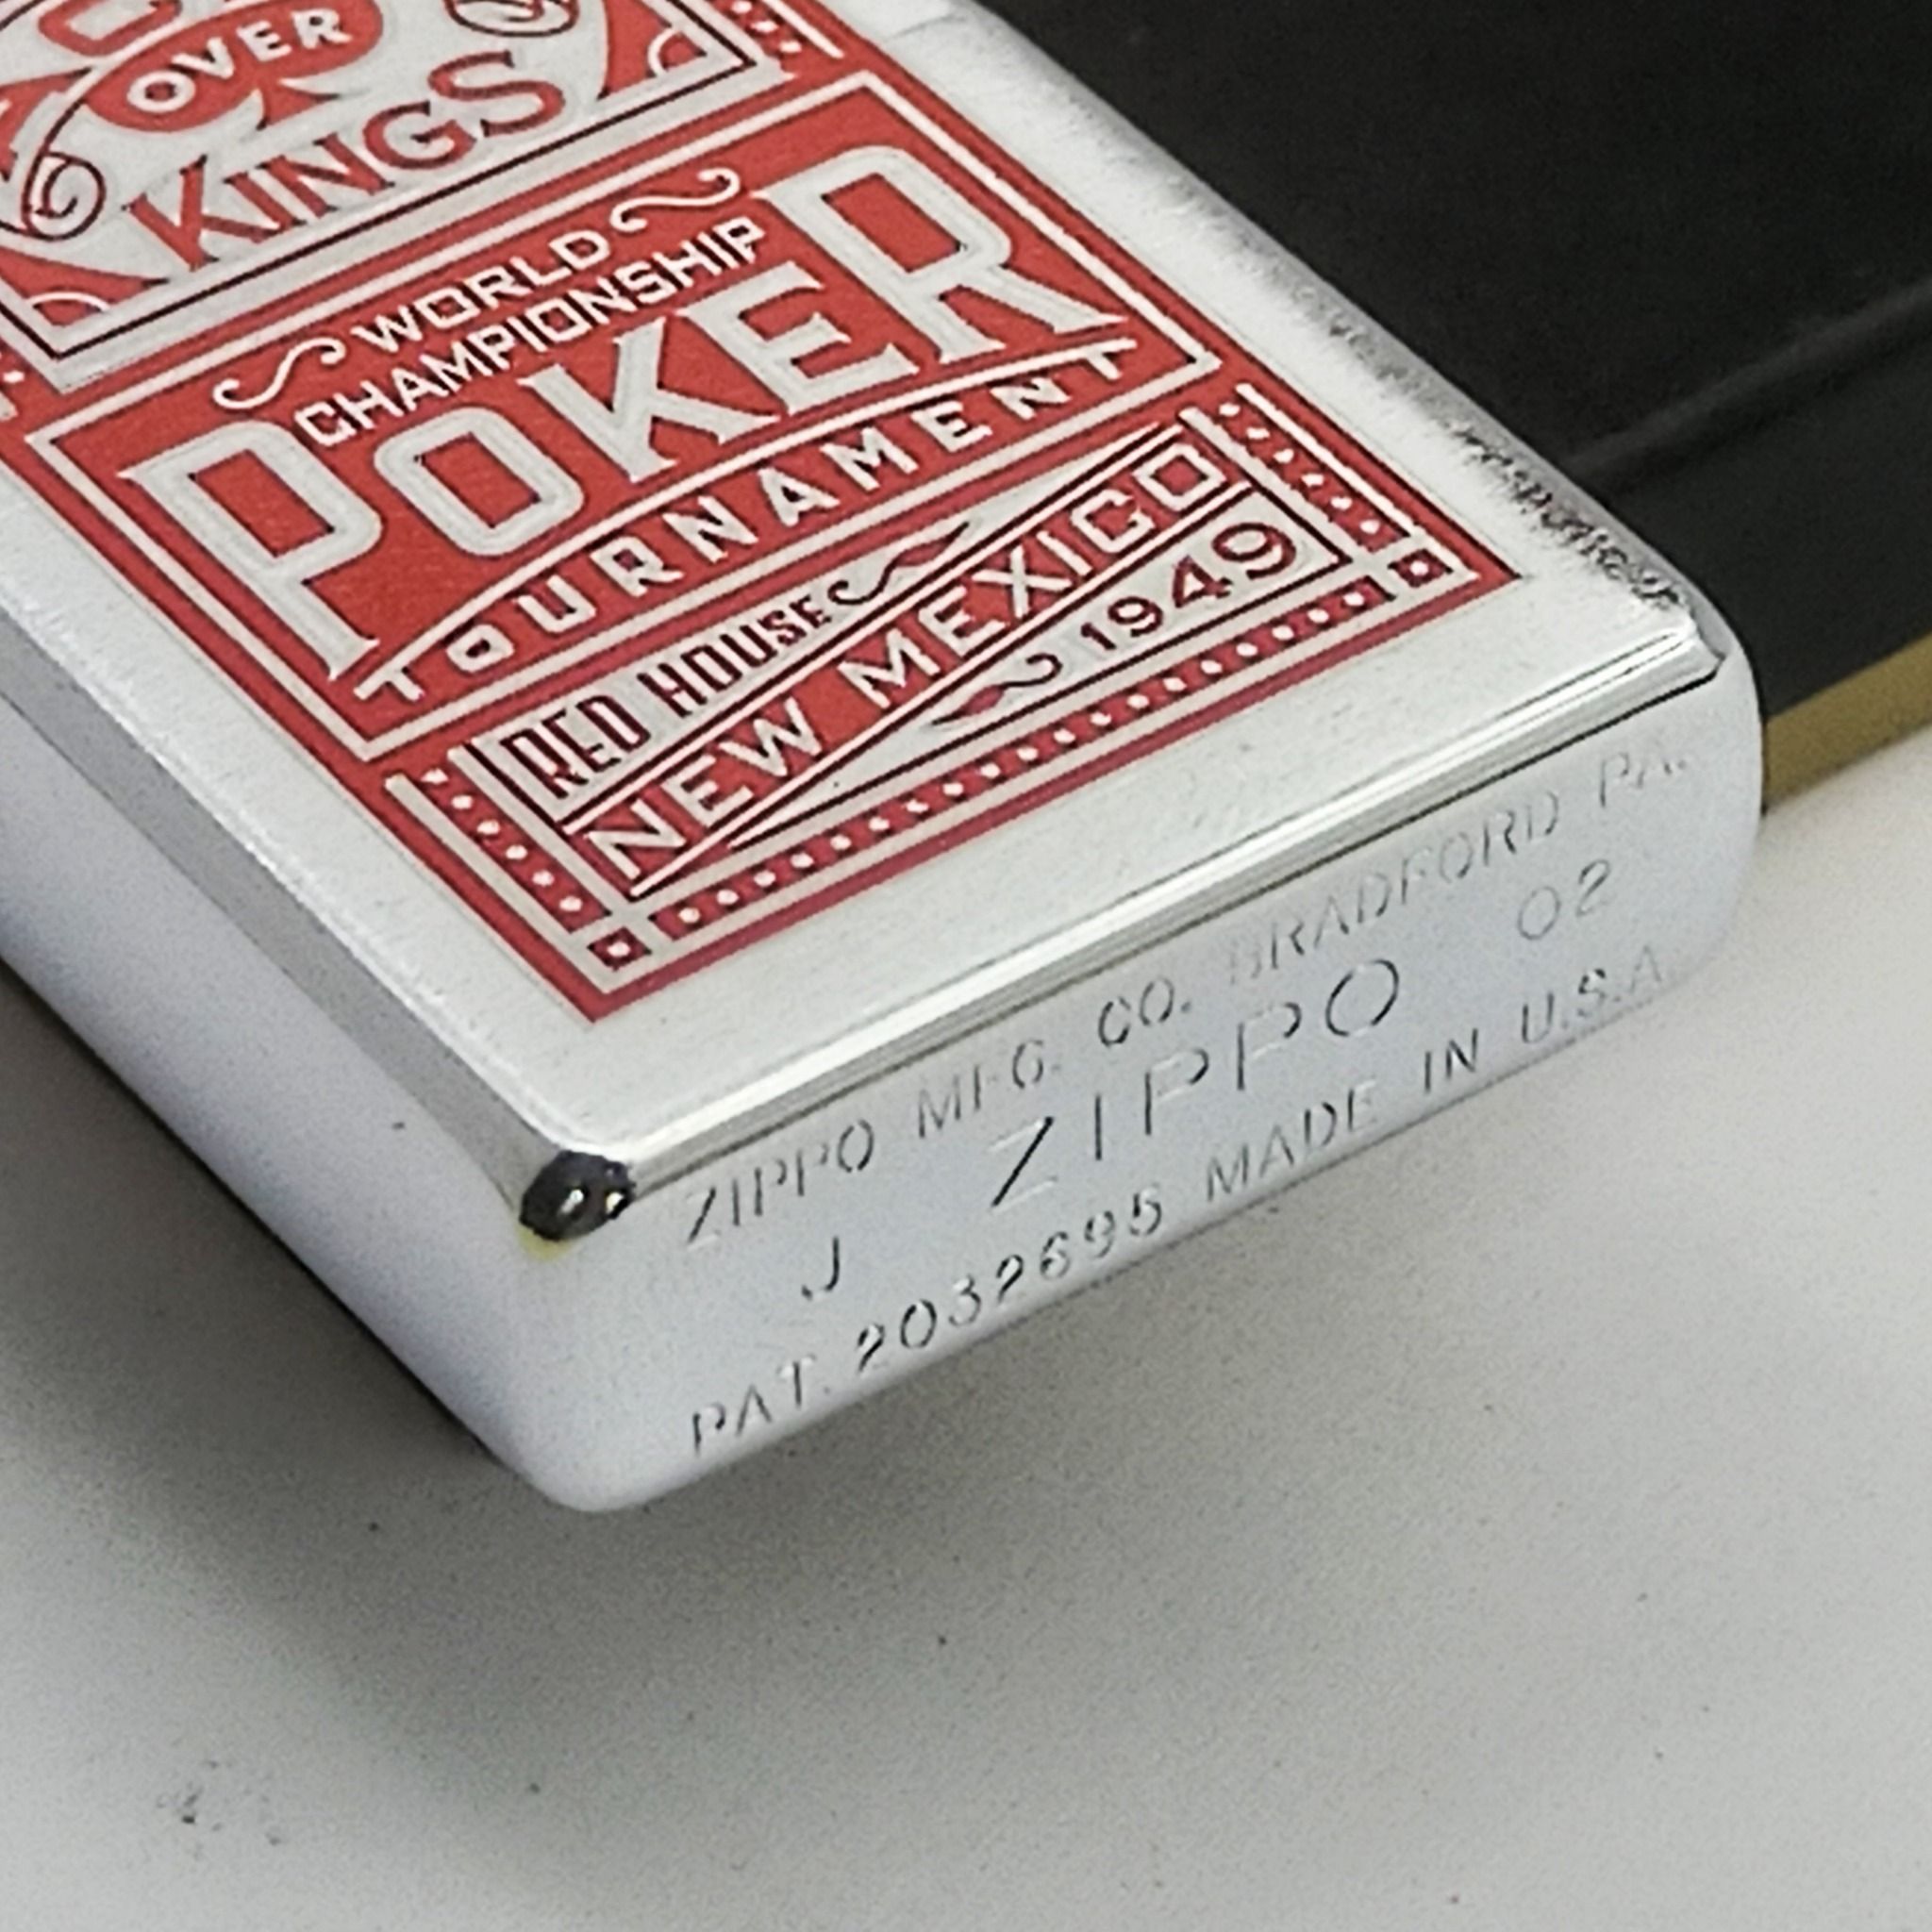 OVER
KINGS
WORLD
CHAMPIONSHIP
POKER
TOURNAMENT
RED HOUSE
NEW MEXICO
1949
ZIPPO MFG. CO. BRADFORD PA.
J ZIPPO 02
PAT. 2032695 MADE IN U.S.A.